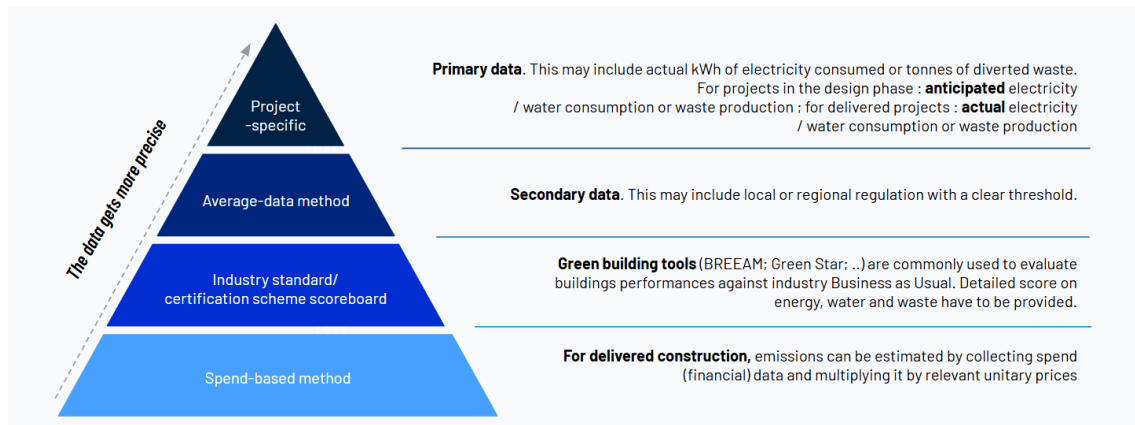 Primary data. This may include actual kWh of electricity consumed or tonnes of diverted waste.
For projects in the design phase : anticipated electricity
/ water consumption or waste production ; for delivered projects : actual electricity
/ water consumption or waste production
Project
-specific
The data gets more precise
Average-data method
Secondary data. This may include local or regional regulation with a clear threshold.
Industry standard/
certification scheme scoreboard
Green building tools (BREEAM; Green Star; ..) are commonly used to evaluate
buildings performances against industry Business as Usual. Detailed score on
energy, water and waste have to be provided.
Spend-based method
For delivered construction, emissions can be estimated by collecting spend
(financial) data and multiplying it by relevant unitary prices